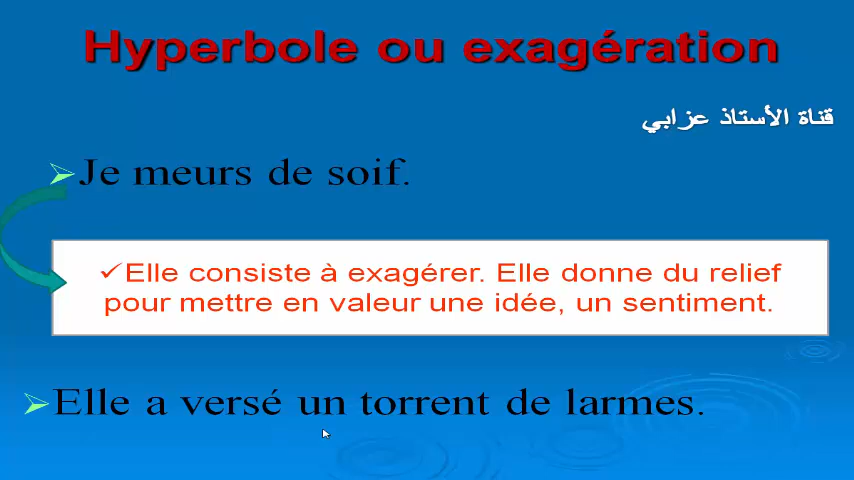 Hyperbole ou exagération
قناة الأستاذ عزابي
Je meurs de soif.
Elle consiste à exagérer. Elle donne du relief
pour mettre en valeur une idée, un sentiment.
Elle a versé un torrent de larmes.